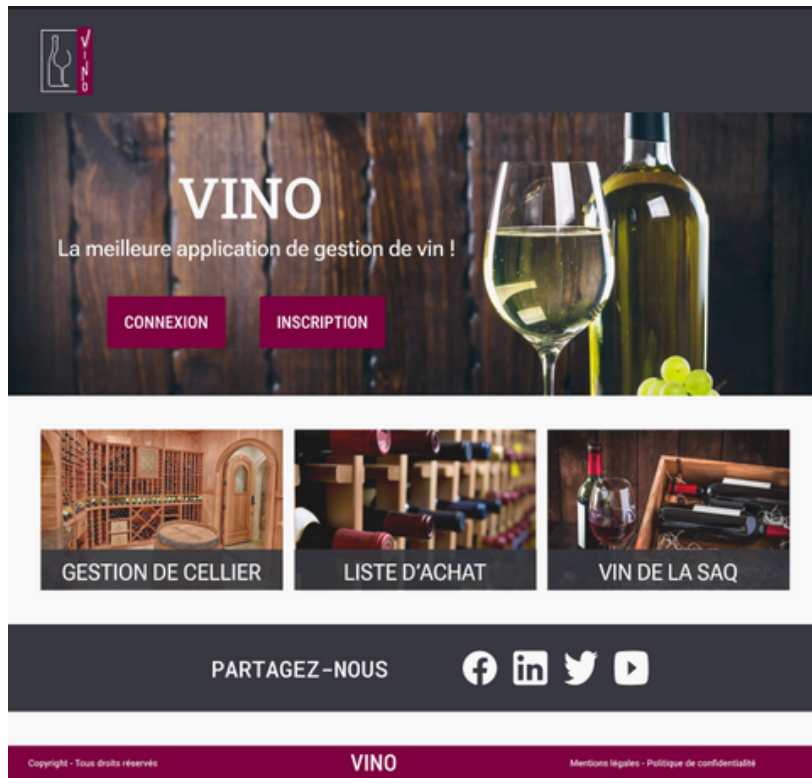 VINO
VINO
La meilleure application de gestion de vin !
CONNEXION INSCRIPTION
GESTION DE CELLIER LISTE D'ACHAT VIN DE LA SAQ
PARTAGEZ-NOUS
Copyright - Tous droits réservés VINO Mentions légales - Politique de confidentialité